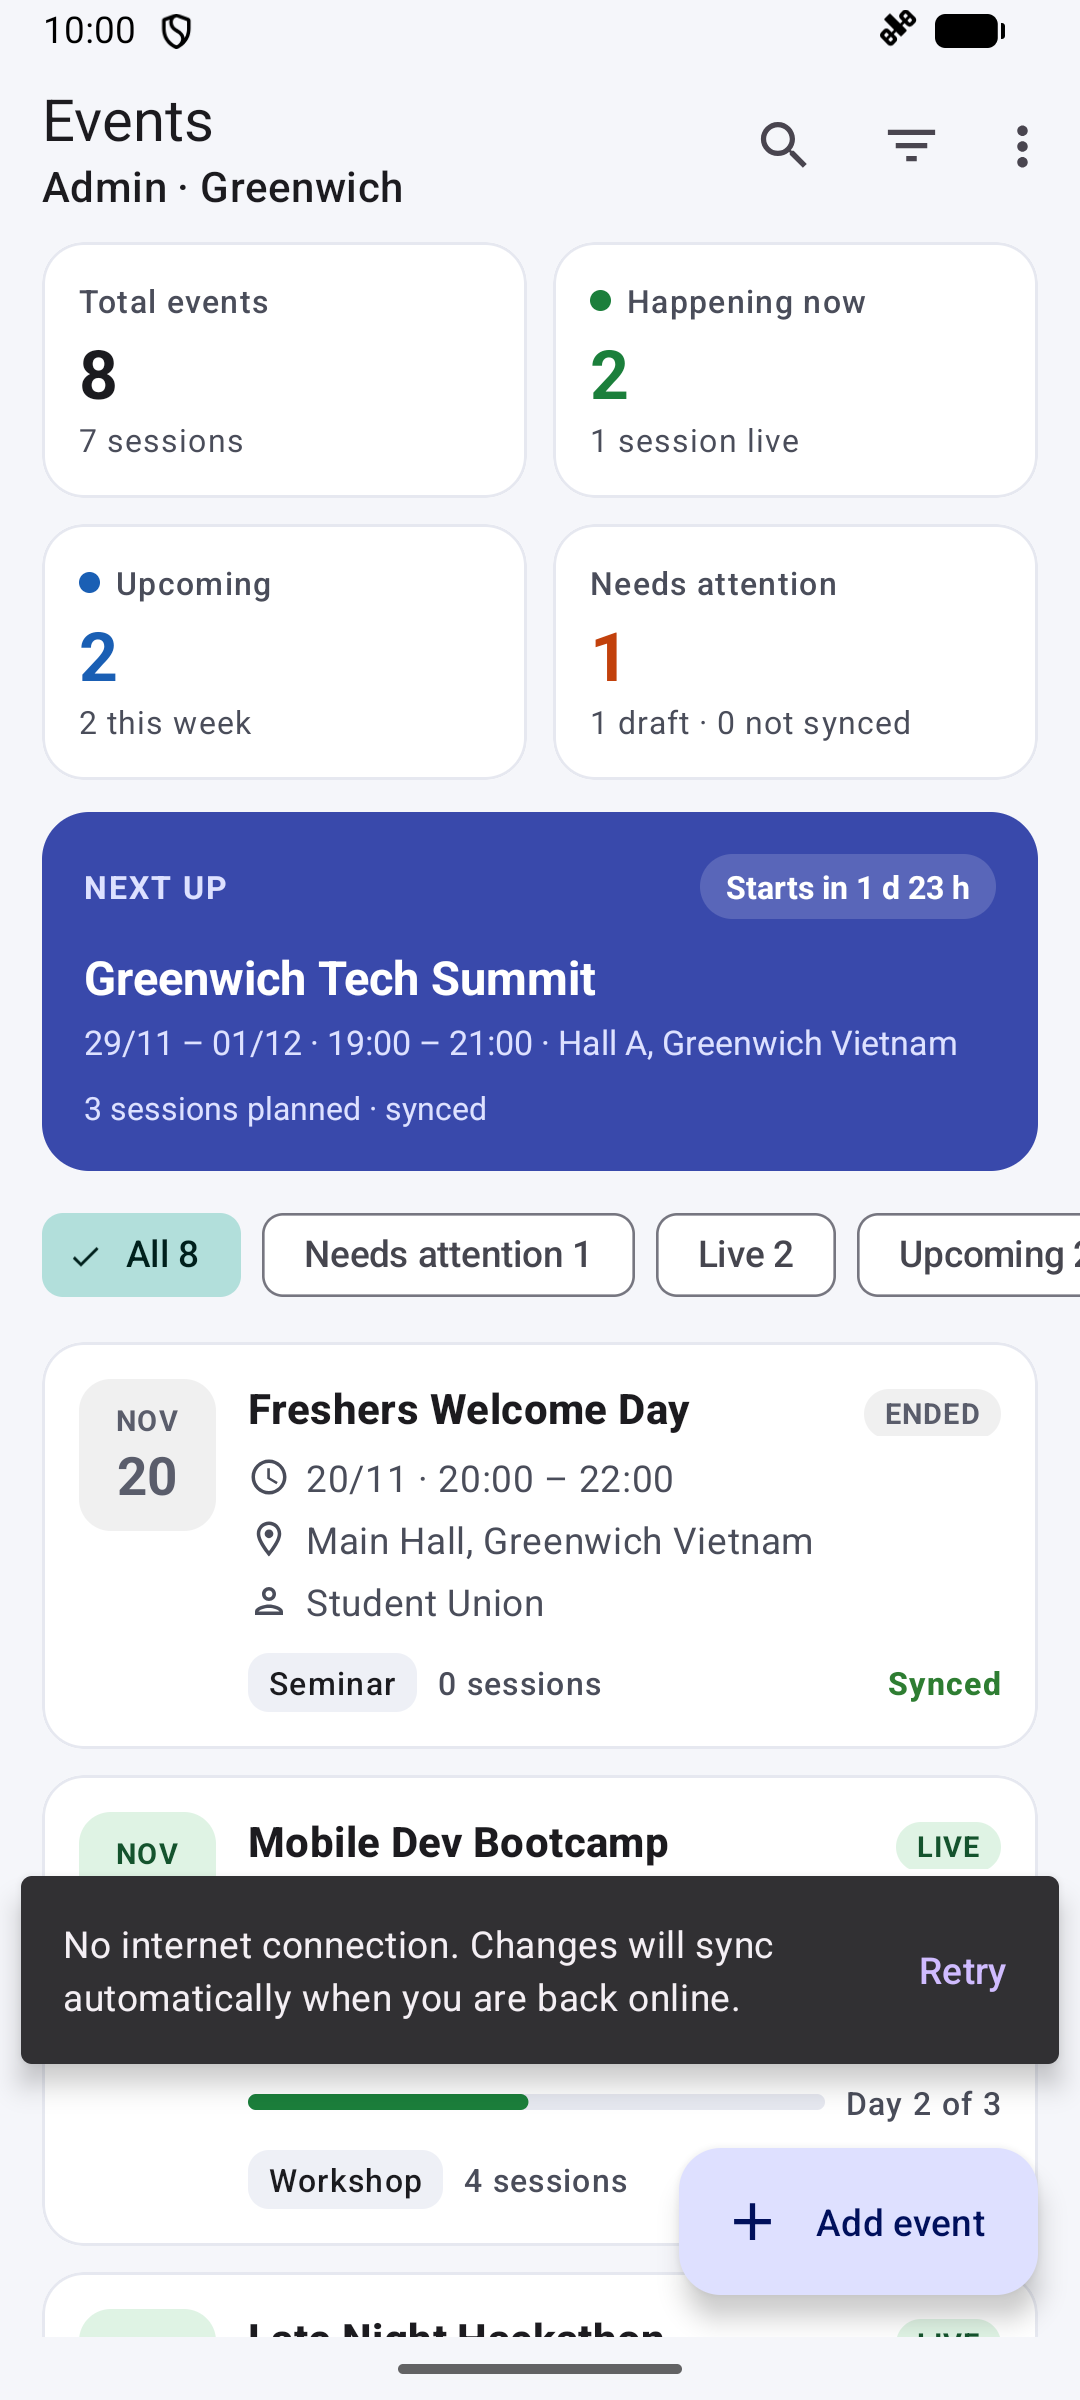 10:00
Events
Admin · Greenwich
Total events
8
7 sessions
Happening now
2
1 session live
Upcoming
2
2 this week
Needs attention
1
1 draft · 0 not synced
NEXT UP
Starts in 1 d 23 h
Greenwich Tech Summit
29/11 – 01/12 · 19:00 – 21:00 · Hall A, Greenwich Vietnam
3 sessions planned · synced
All 8
Needs attention 1
Live 2
Upcoming 2
NOV
20
Freshers Welcome Day
ENDED
20/11 · 20:00 – 22:00
Main Hall, Greenwich Vietnam
Student Union
Seminar
0 sessions
Synced
NOV
Mobile Dev Bootcamp
LIVE
No internet connection. Changes will sync
automatically when you are back online.
Retry
Day 2 of 3
Workshop
4 sessions
Add event
Late Night Hackathon
LIVE